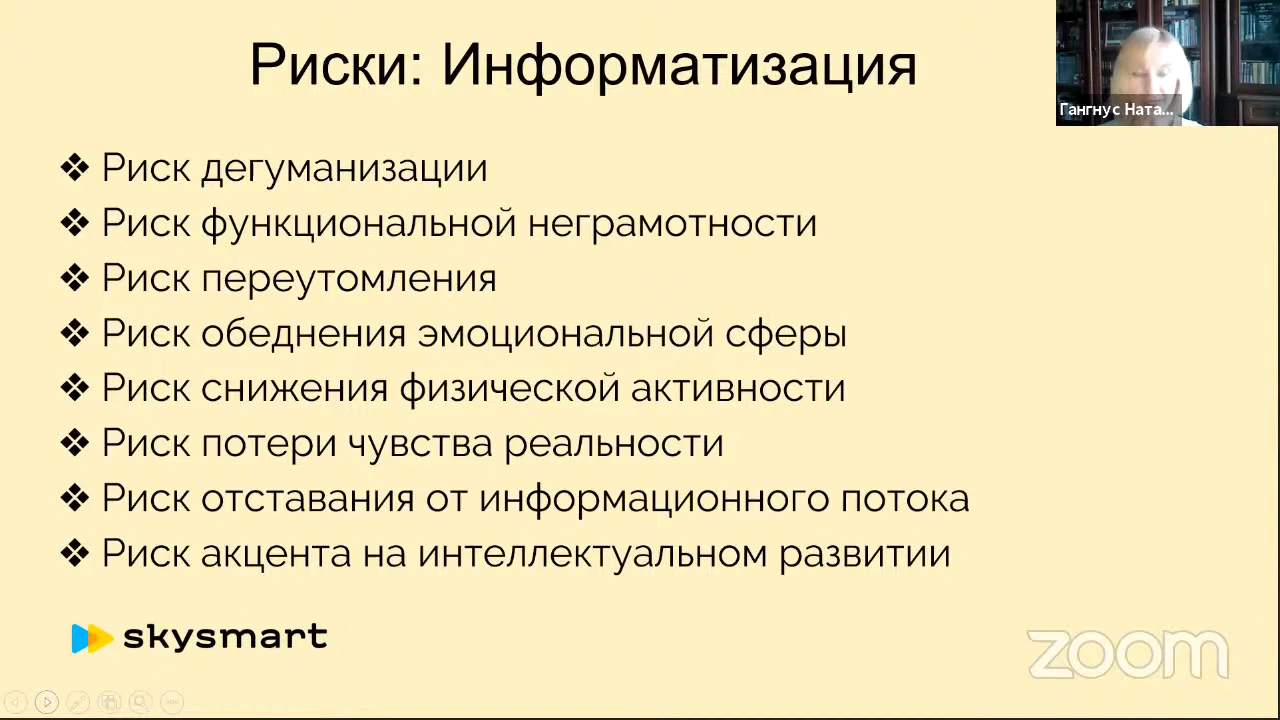 Риски: Информатизация
Гангнус Ната...
❖ Риск дегуманизации
❖ Риск функциональной неграмотности
❖ Риск переутомления
❖ Риск обеднения эмоциональной сферы
❖ Риск снижения физической активности
❖ Риск потери чувства реальности
❖ Риск отставания от информационного потока
❖ Риск акцента на интеллектуальном развитии
skysmart
zoom